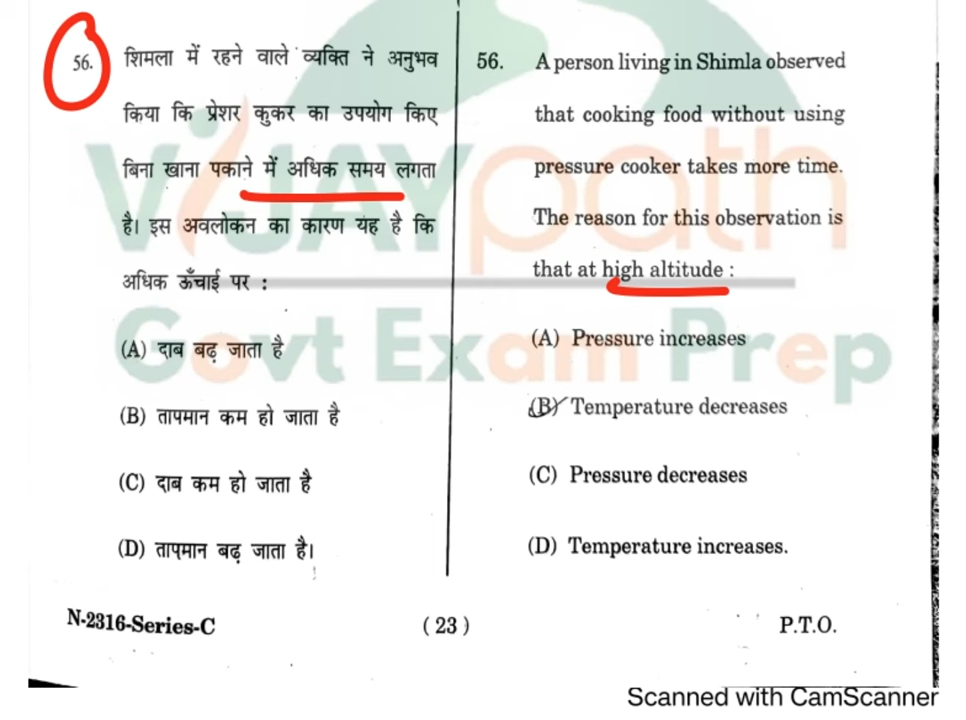 56.
शिमला में रहने वाले व्यक्ति ने अनुभव
किया कि प्रेशर कुकर का उपयोग किए
बिना खाना पकाने में अधिक समय लगता
है। इस अवलोकन का कारण यह है कि
अधिक ऊँचाई पर :
(A) दाब बढ़ जाता है
(B) तापमान कम हो जाता है
(C) दाब कम हो जाता है
(D) तापमान बढ़ जाता है।
56. A person living in Shimla observed
that cooking food without using
pressure cooker takes more time.
The reason for this observation is
that at high altitude :
(A) Pressure increases
(B) Temperature decreases
(C) Pressure decreases
(D) Temperature increases.
VIJAYpath
Govt Exam Prep
N-2316-Series-C
( 23 )
P.T.O.
Scanned with CamScanner